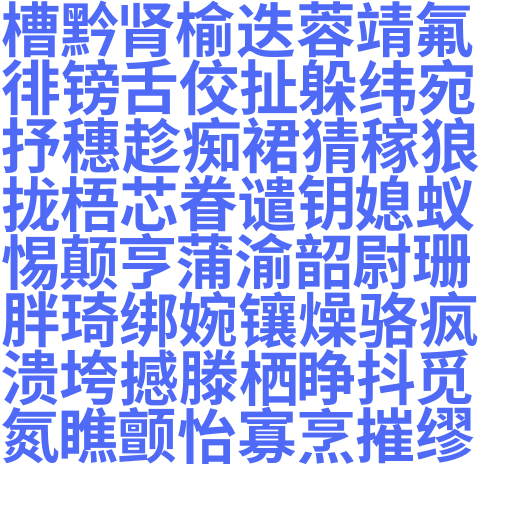 槽黔肾榆迭蓉靖氟
徘镑舌佼扯躲纬宛
抒穗趁痴裙猜稼狼
拢梧芯眷谴钥媳蚁
惕颠亨蒲渝韶尉珊
胖琦绑婉镶燥骆疯
溃垮撼滕栖睁抖觅
氮瞧颤怡寡烹摧缪